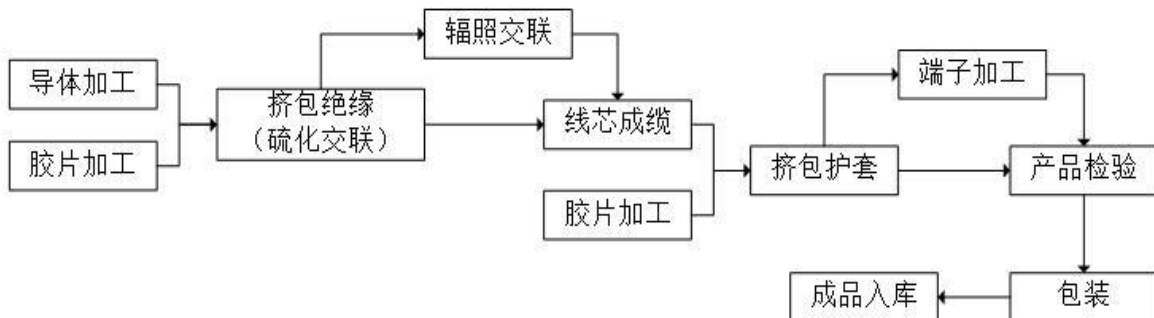 辐照交联
导体加工
端子加工
挤包绝缘
（硫化交联）
线芯成缆
胶片加工
挤包护套
产品检验
胶片加工
成品入库
包装